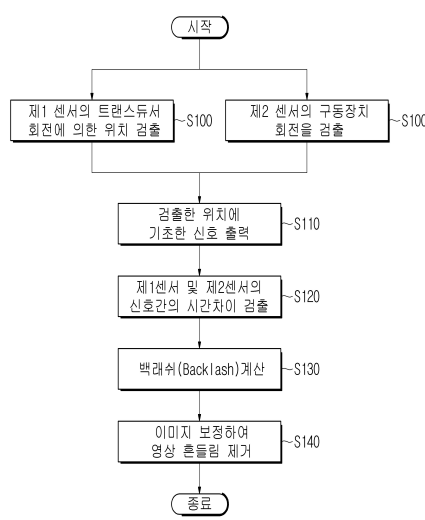 시작
제1 센서의 트랜스듀서
회전에 의한 위치 검출
S100
제2 센서의 구동장치
회전을 검출
S100
검출한 위치에
기초한 신호 출력
S110
제1센서 및 제2센서의
신호간의 시간차이 검출
S120
백래쉬(Backlash)계산
S130
이미지 보정하여
영상 흔들림 제거
S140
종료